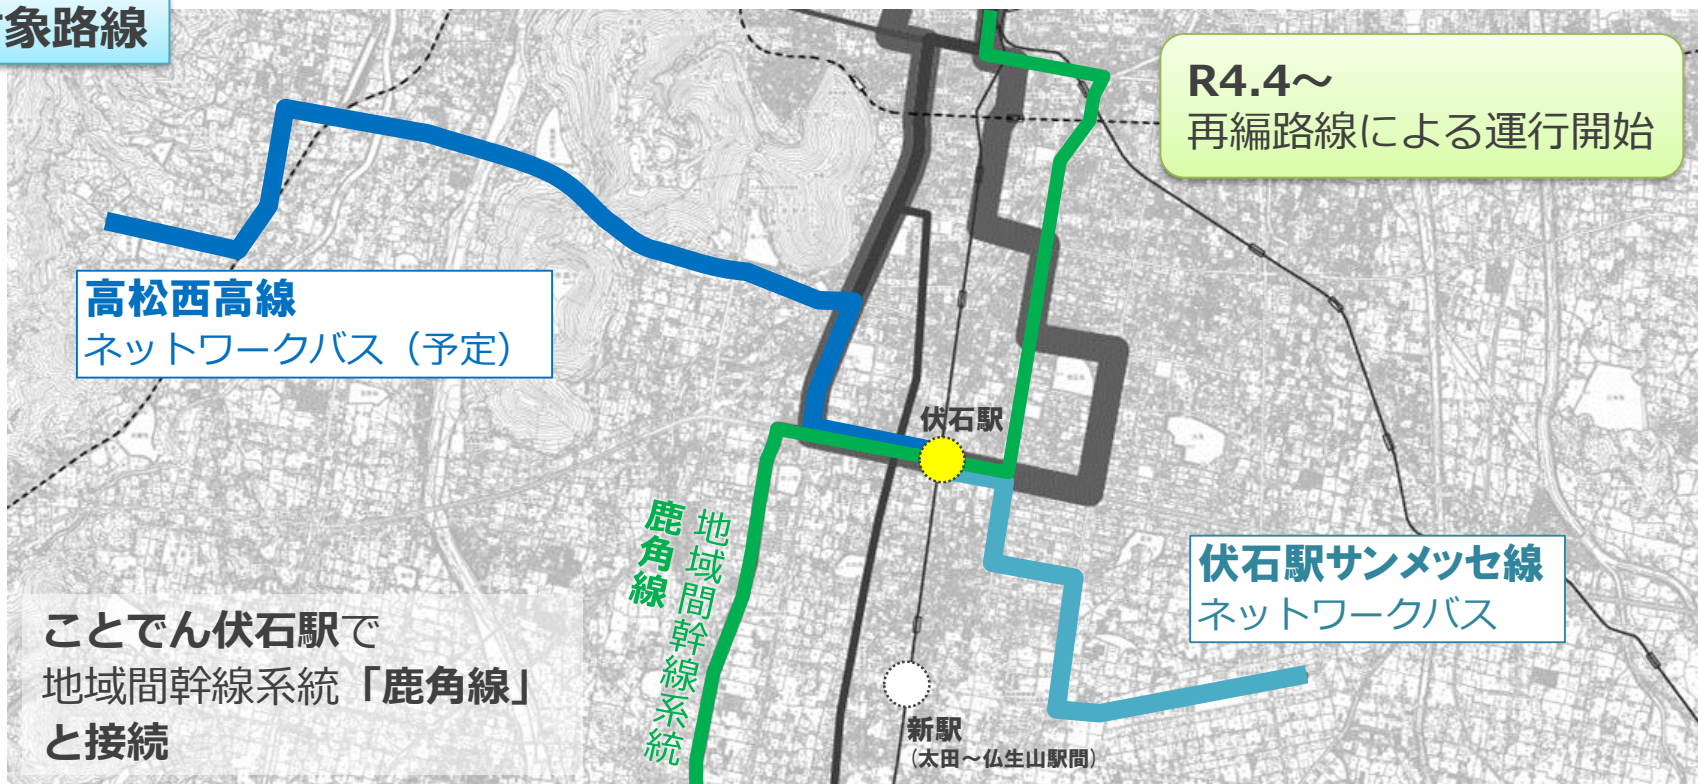 象路線
R4.4～
再編路線による運行開始
高松西高線
ネットワークバス（予定）
伏石駅
地域間幹線系統
鹿角線
伏石駅サンメッセ線
ネットワークバス
ことでん伏石駅で
地域間幹線系統「鹿角線」
と接続
新駅
（太田～仏生山駅間）